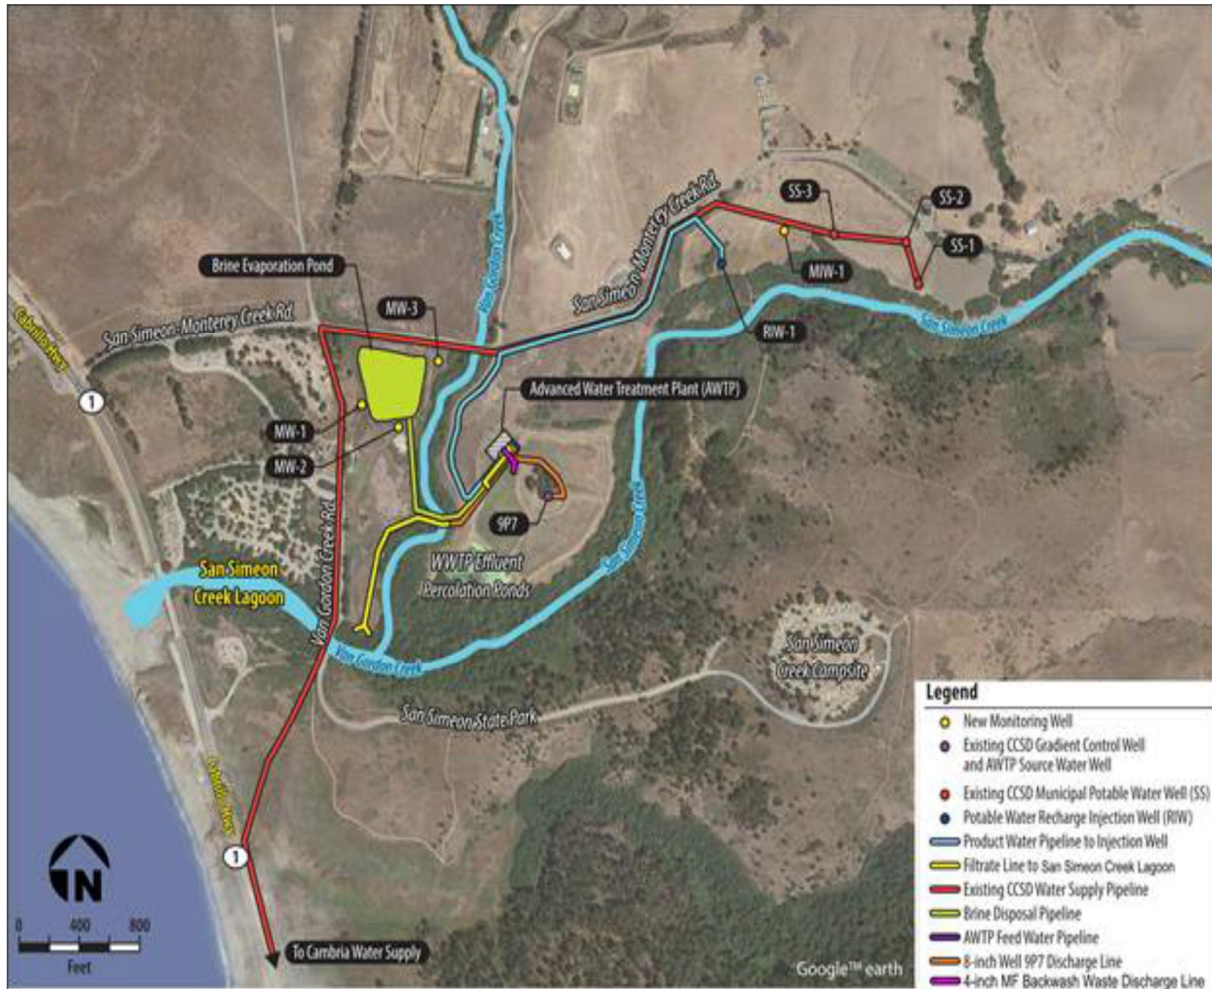 Van Gordon Creek
San Simeon-Monterey Creek Rd.
SS-3
SS-2
SS-1
MIW-1
RIW-1
San Simeon Creek
Brine Evaporation Pond
MW-3
San Simeon-Monterey Creek Rd.
Cabrillo Hwy
1
Advanced Water Treatment Plant (AWTP)
MW-1
MW-2
9P7
San Simeon Creek
WWTP Effluent
Percolation Ponds
San Simeon
Creek Lagoon
Van Gordon Creek Rd.
Van Gordon Creek
San Simeon
Creek Campsite
San Simeon State Park
Cabrillo Hwy
1
N
0 400 800
Feet
To Cambria Water Supply
Google™ earth
Legend
New Monitoring Well
Existing CCSD Gradient Control Well
and AWTP Source Water Well
Existing CCSD Municipal Potable Water Well (SS)
Potable Water Recharge Injection Well (RIW)
Product Water Pipeline to Injection Well
Filtrate Line to San Simeon Creek Lagoon
Existing CCSD Water Supply Pipeline
Brine Disposal Pipeline
AWTP Feed Water Pipeline
8-inch Well 9P7 Discharge Line
4-inch MF Backwash Waste Discharge Line